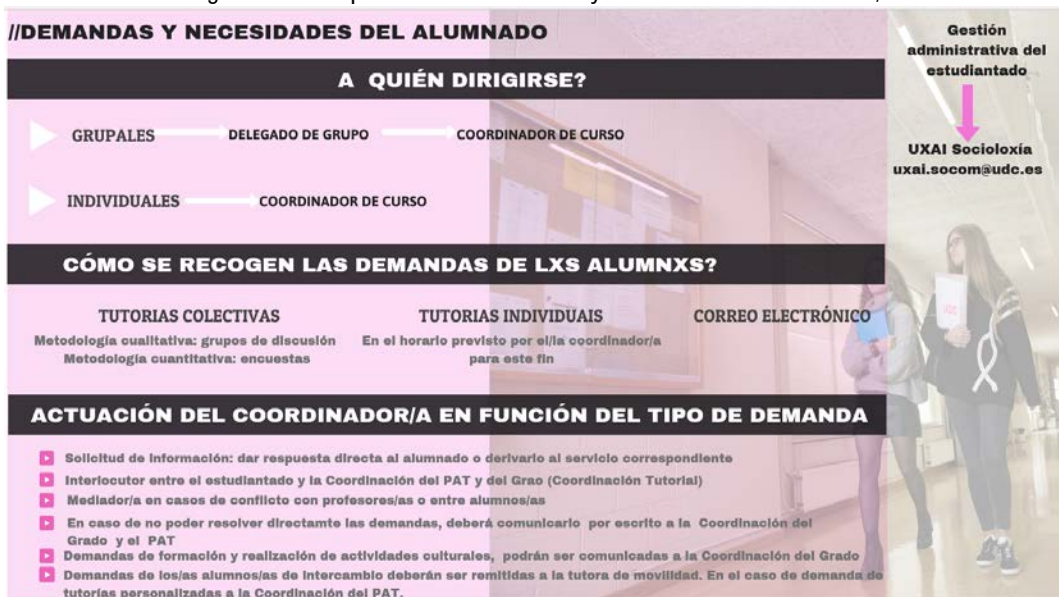 //DEMANDAS Y NECESIDADES DEL ALUMNADO
A QUIÉN DIRIGIRSE?
GRUPALES
DELEGADO DE GRUPO
COORDINADOR DE CURSO
INDIVIDUALES
COORDINADOR DE CURSO
CÓMO SE RECOGEN LAS DEMANDAS DE LXS ALUMNXS?
TUTORIAS COLECTIVAS
Metodología cualitativa: grupos de discusión
Metodología cuantitativa: encuestas
TUTORIAS INDIVIDUAIS
En el horario previsto por el/la coordinador/a
para este fin
CORREO ELECTRÓNICO
ACTUACIÓN DEL COORDINADOR/A EN FUNCIÓN DEL TIPO DE DEMANDA
Solicitud de información: dar respuesta directa al alumnado o derivarlo al servicio correspondiente
Interlocutor entre el estudiantado y la Coordinación del PAT y del Grao (Coordinación Tutorial)
Mediador/a en casos de conflicto con profesores/as o entre alumnos/as
En caso de no poder resolver directamte las demandas, deberá comunicarlo por escrito a la Coordinación del
Grado y el PAT
Demandas de formación y realización de actividades culturales, podrán ser comunicadas a la Coordinación del Grado
Demandas de los/as alumnos/as de intercambio deberán ser remitidas a la tutora de movilidad. En el caso de demanda de
tutorías personalizadas a la Coordinación del PAT.
Gestión
administrativa del
estudiantado
UXAI Socioloxía
uxai.socom@udc.es